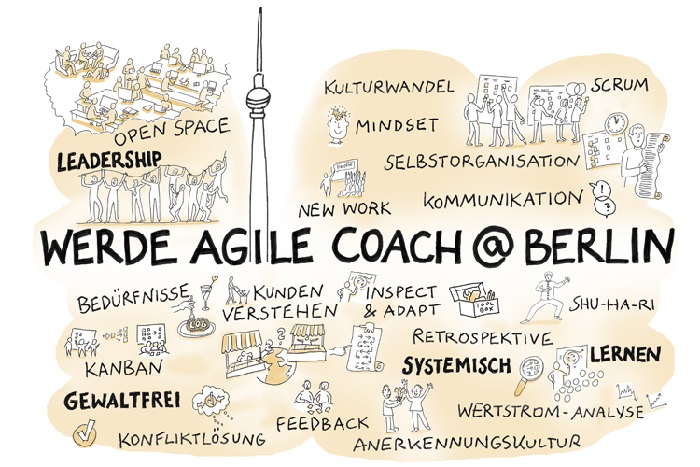 OPEN SPACE
LEADERSHIP
KULTURWANDEL
SCRUM
MINDSET
SELBSTORGANISATION
NEW WORK
KOMMUNIKATION
WERDE AGILE COACH @ BERLIN
BEDÜRFNISSE
KUNDEN
VERSTEHEN
INSPECT
& ADAPT
TOOL
BOX
SHU-HA-RI
KANBAN
RETROSPEKTIVE
SYSTEMISCH
LERNEN
GEWALTFREI
FEEDBACK
WERTSTROM-ANALYSE
KONFLIKTLÖSUNG
ANERKENNUNGSKULTUR